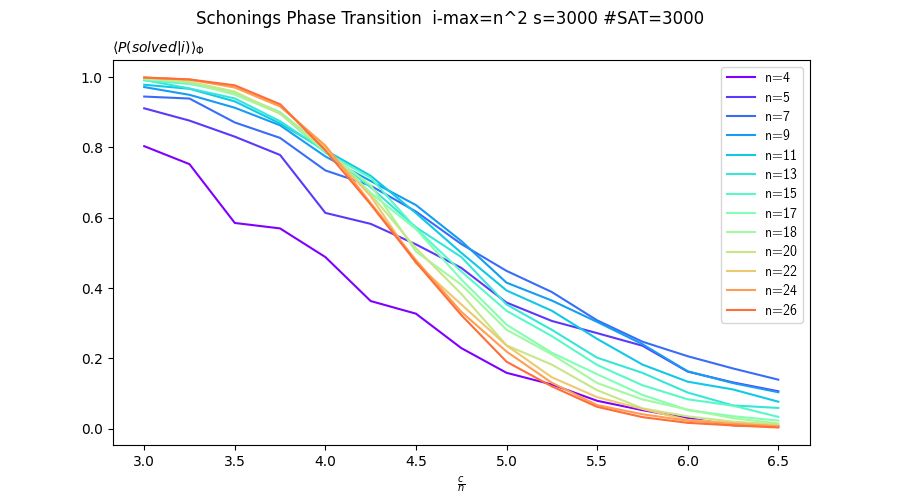 Schonings Phase Transition  i-max=n^2 s=3000 #SAT=3000
⟨P(solved|i)⟩Φ
1.0
0.8
0.6
0.4
0.2
0.0
3.0 3.5 4.0 4.5 5.0 5.5 6.0 6.5
c/n
n=4
n=5
n=7
n=9
n=11
n=13
n=15
n=17
n=18
n=20
n=22
n=24
n=26